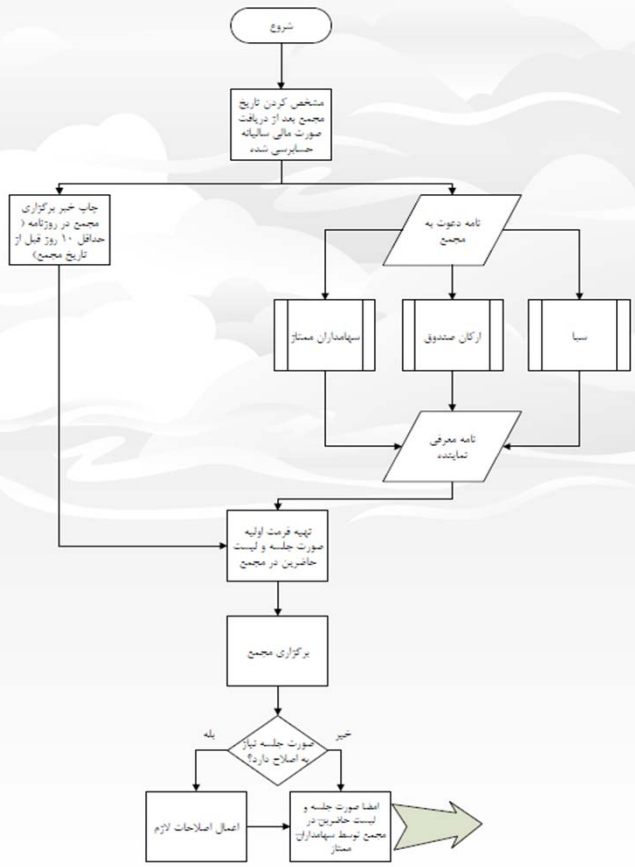 شروع
مشخص کردن تاریخ
مجمع بعد از دریافت
صورت مالی سالیانه
حسابرسی شده
نامه دعوت به
مجمع
چاپ خبر برگزاری
مجمع در روزنامه (
حداقل ۱۰ روز قبل از
تاریخ مجمع)
سبا
ارکان صندوق
سهامداران ممتاز
نامه معرفی
نماینده
تهیه فرمت اولیه
صورت جلسه و لیست
حاضرین در مجمع
برگزاری مجمع
صورت جلسه نیاز
به اصلاح دارد؟
خیر
بله
امضا صورت جلسه و
لیست حاضرین در
مجمع توسط سهامداران
ممتاز
اعمال اصلاحات لازم